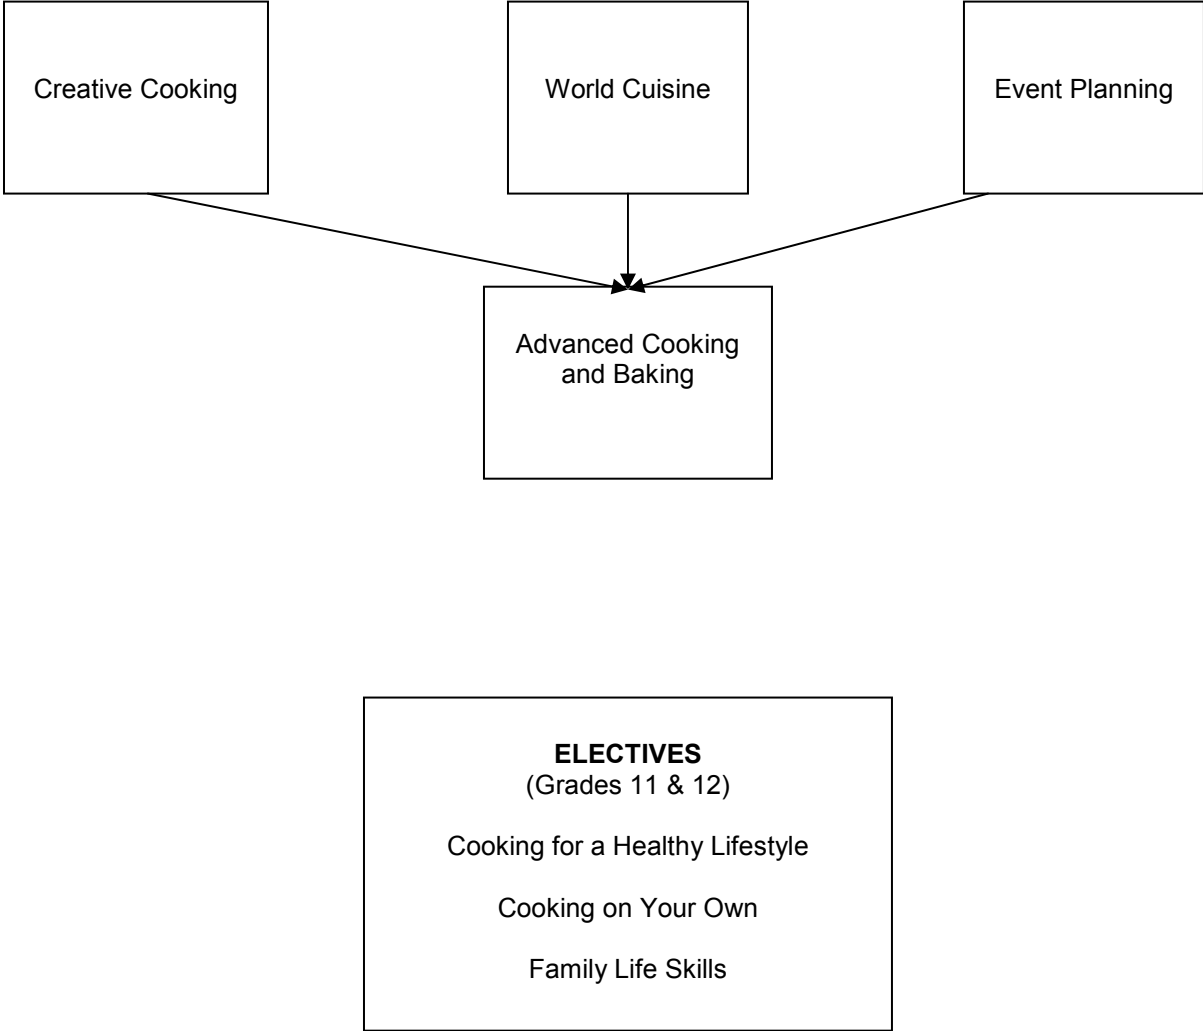 Creative Cooking
World Cuisine
Event Planning
Advanced Cooking
and Baking
ELECTIVES
(Grades 11 & 12)
Cooking for a Healthy Lifestyle
Cooking on Your Own
Family Life Skills